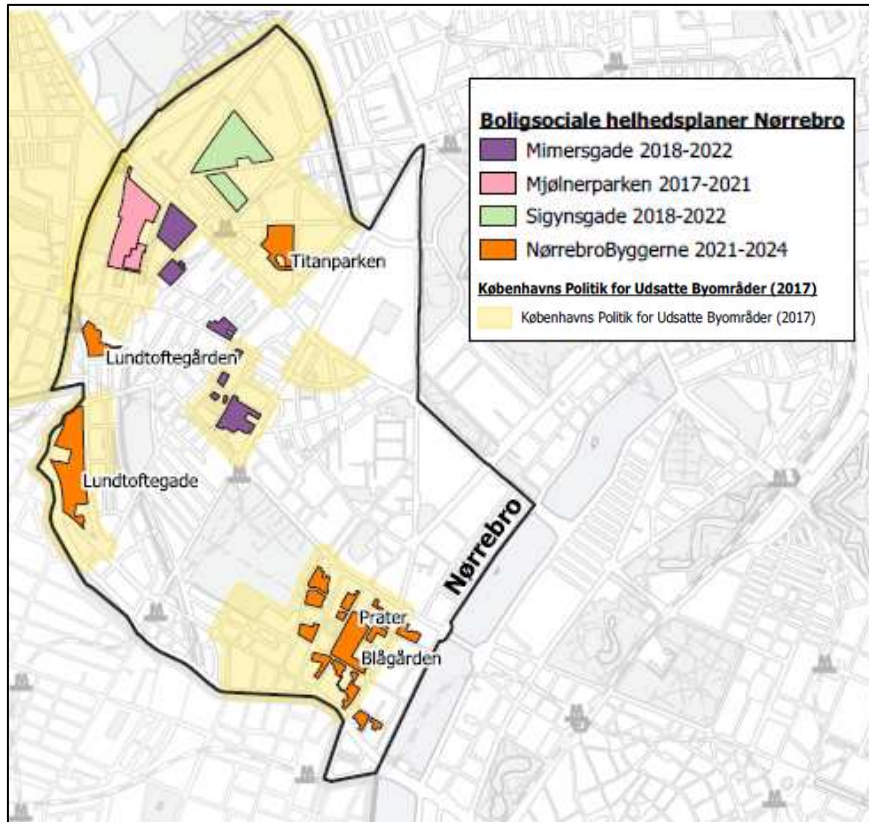 Boligsociale helhedsplaner Nørrebro
Mimersgade 2018-2022
Mjølnerparken 2017-2021
Sigynsgade 2018-2022
NørrebroByggerne 2021-2024
Københavns Politik for Udsatte Byområder (2017)
Københavns Politik for Udsatte Byområder (2017)
Titanparken
Lundtoftegården
Lundtoftegade
Nørrebro
Prater
Blågården